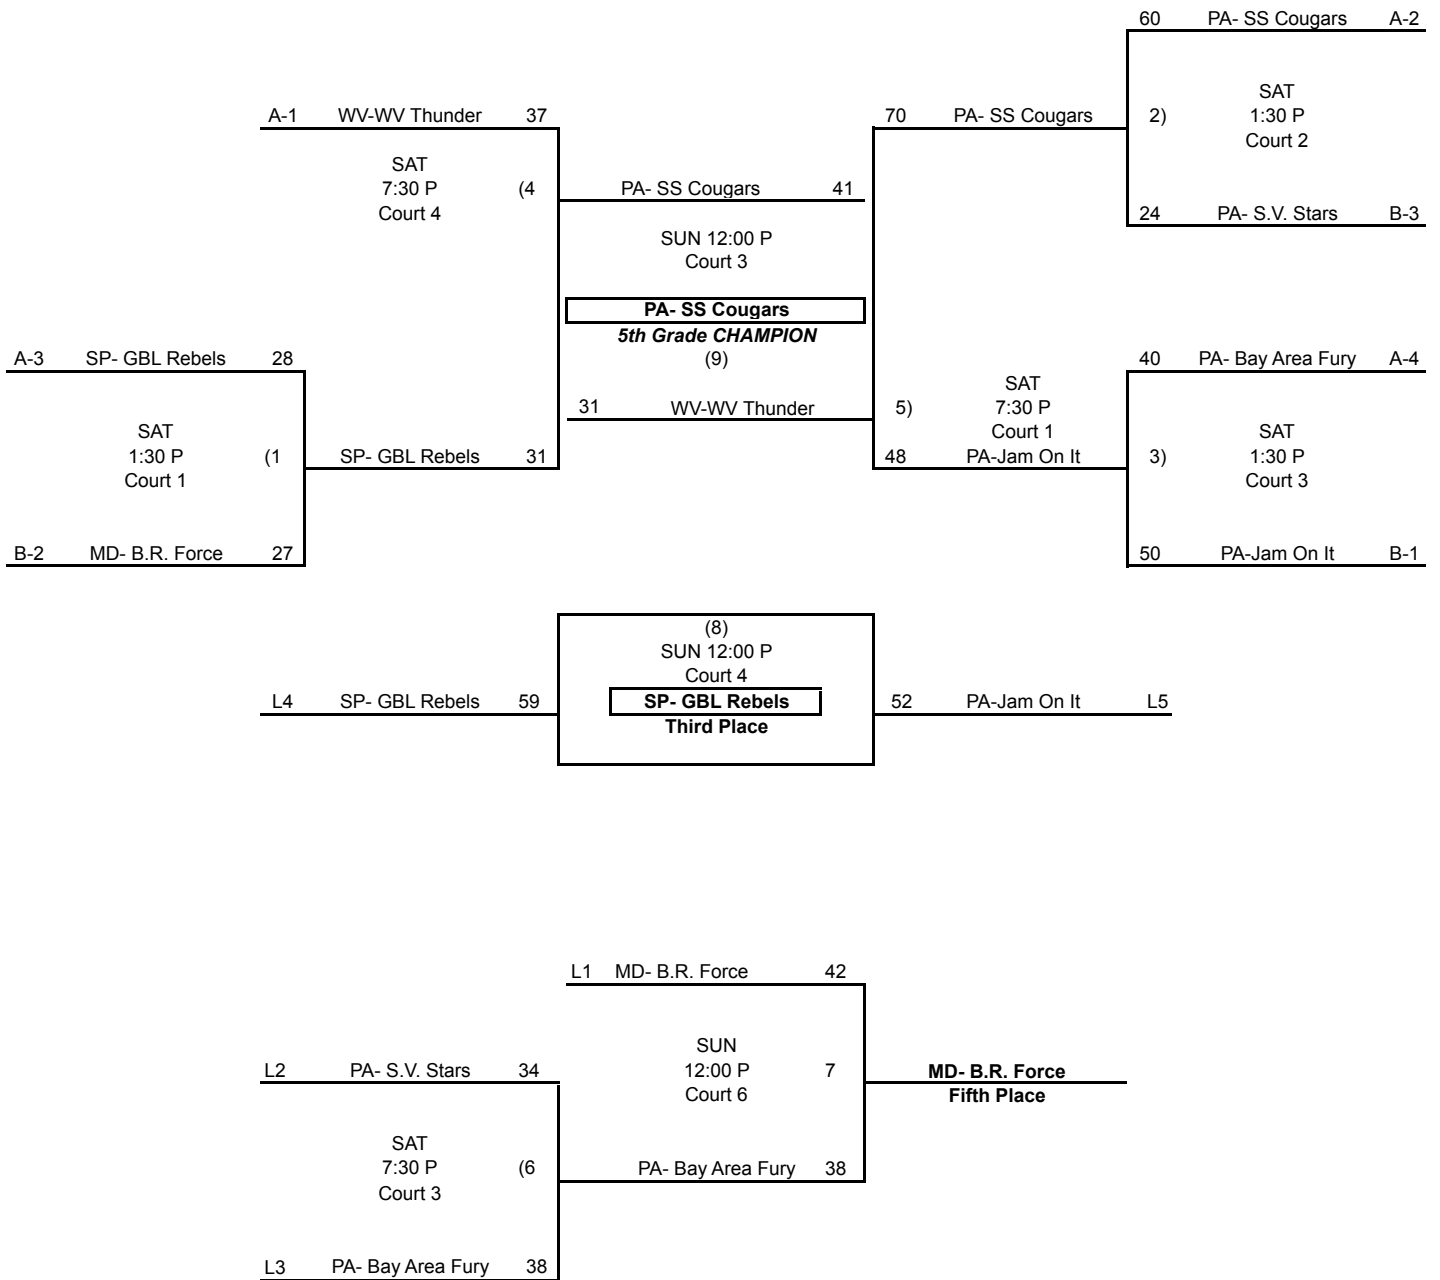 60 PA- SS Cougars A-2
SAT
1:30 P
Court 2
2)
24 PA- S.V. Stars B-3
A-1 WV-WV Thunder 37
SAT
7:30 P
Court 4
(4
70 PA- SS Cougars
PA- SS Cougars 41
SUN 12:00 P
Court 3
PA- SS Cougars
5th Grade CHAMPION
(9)
31 WV-WV Thunder
A-3 SP- GBL Rebels 28
SAT
1:30 P
Court 1
(1
SP- GBL Rebels 31
B-2 MD- B.R. Force 27
5)
SAT
7:30 P
Court 1
48 PA-Jam On It
40 PA- Bay Area Fury A-4
3)
SAT
1:30 P
Court 3
50 PA-Jam On It B-1
(8)
SUN 12:00 P
Court 4
L4 SP- GBL Rebels 59
SP- GBL Rebels
Third Place
52 PA-Jam On It L5
L1 MD- B.R. Force 42
SUN
12:00 P
Court 6
7
L2 PA- S.V. Stars 34
MD- B.R. Force
Fifth Place
SAT
7:30 P
Court 3
(6
PA- Bay Area Fury 38
L3 PA- Bay Area Fury 38